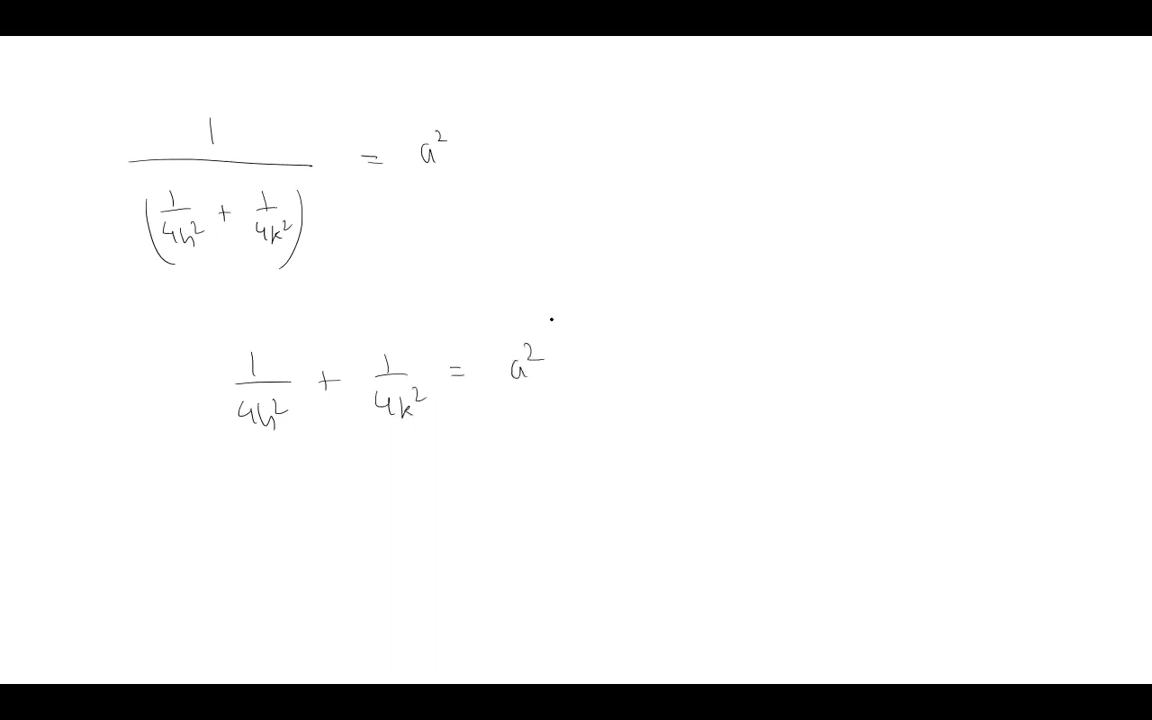 1/(1/4h² + 1/4k²) = a²
1/4h² + 1/4k² = a²